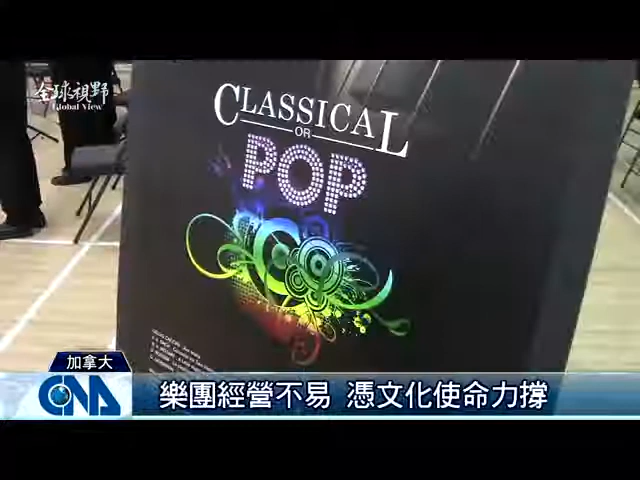 全球視野
Global View
CLASSICAL
OR
POP
加拿大
CNA
樂團經營不易 憑文化使命力撐